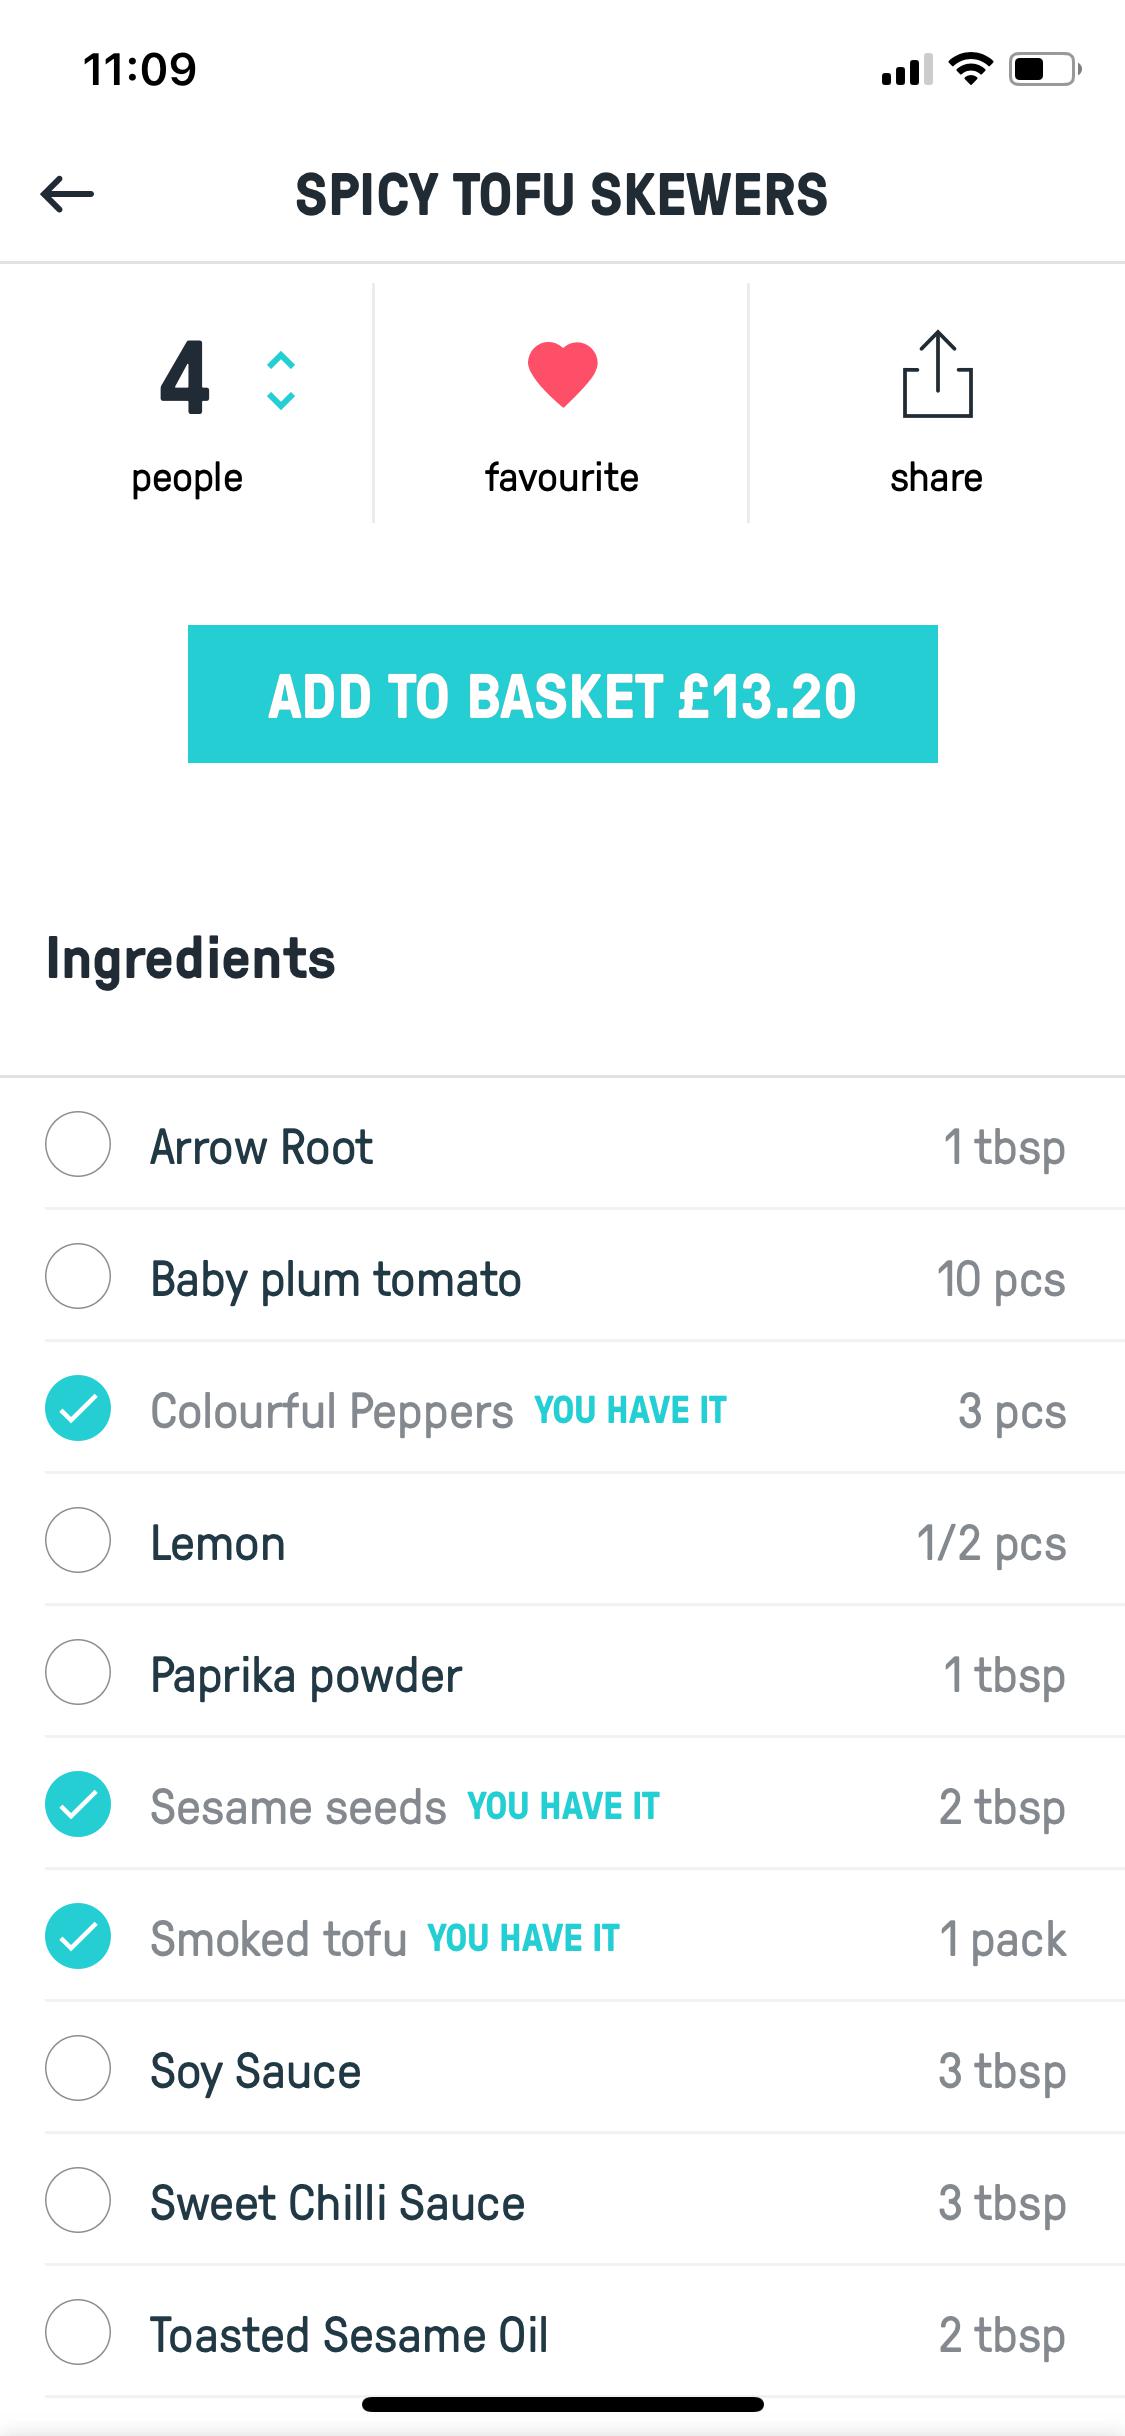 11:09
SPICY TOFU SKEWERS
4
people
favourite
share
ADD TO BASKET £13.20
Ingredients
Arrow Root 1 tbsp
Baby plum tomato 10 pcs
Colourful Peppers YOU HAVE IT 3 pcs
Lemon 1/2 pcs
Paprika powder 1 tbsp
Sesame seeds YOU HAVE IT 2 tbsp
Smoked tofu YOU HAVE IT 1 pack
Soy Sauce 3 tbsp
Sweet Chilli Sauce 3 tbsp
Toasted Sesame Oil 2 tbsp